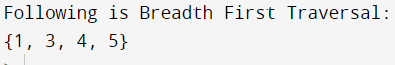 Following is Breadth First Traversal:
{1, 3, 4, 5}